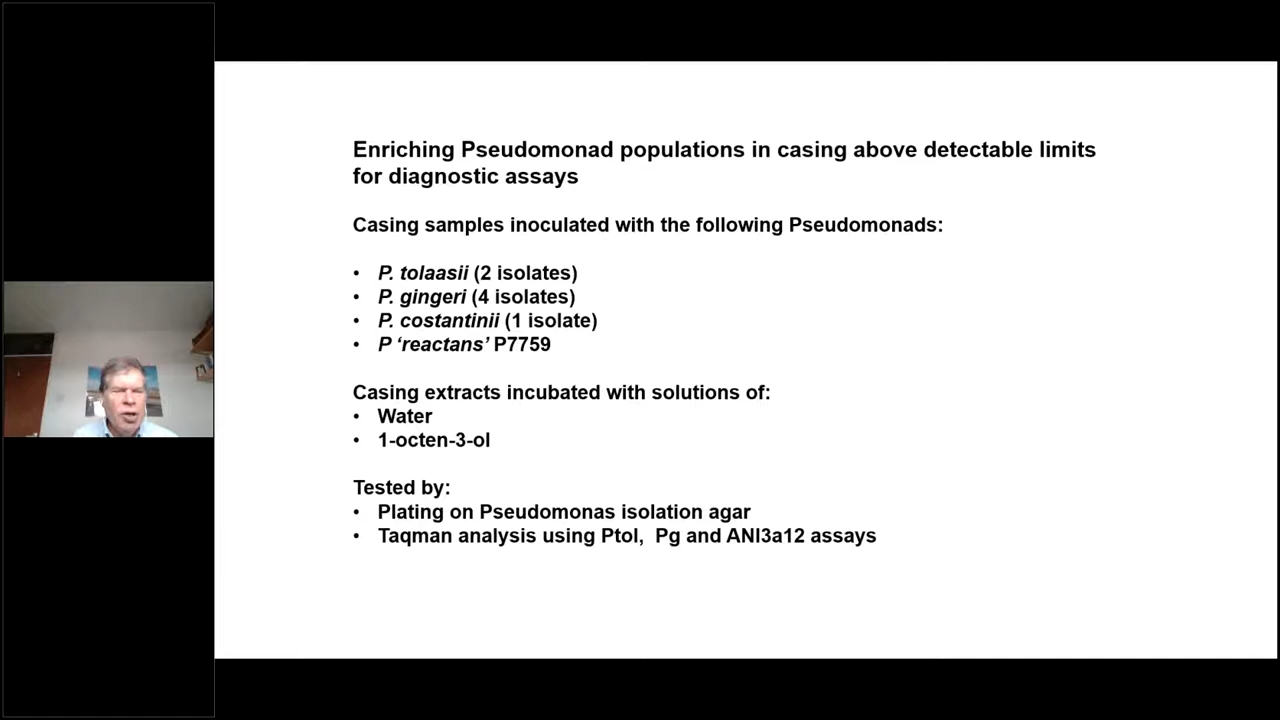 Enriching Pseudomonad populations in casing above detectable limits
for diagnostic assays
Casing samples inoculated with the following Pseudomonads:
• P. tolaasii (2 isolates)
• P. gingeri (4 isolates)
• P. costantinii (1 isolate)
• P ‘reactans’ P7759
Casing extracts incubated with solutions of:
• Water
• 1-octen-3-ol
Tested by:
• Plating on Pseudomonas isolation agar
• Taqman analysis using Ptol,  Pg and ANI3a12 assays